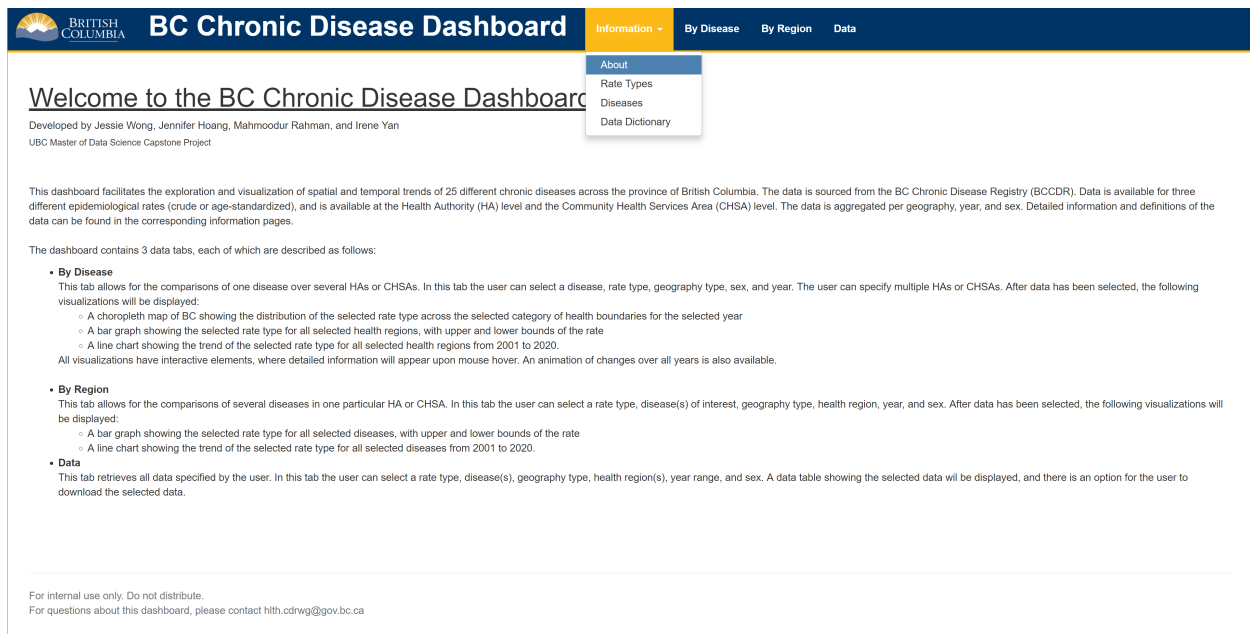 BRITISH
COLUMBIA
BC Chronic Disease Dashboard
Information
By Disease
By Region
Data
About
Rate Types
Diseases
Data Dictionary
Welcome to the BC Chronic Disease Dashboard
Developed by Jessie Wong, Jennifer Hoang, Mahmoodur Rahman, and Irene Yan
UBC Master of Data Science Capstone Project
This dashboard facilitates the exploration and visualization of spatial and temporal trends of 25 different chronic diseases across the province of British Columbia. The data is sourced from the BC Chronic Disease Registry (BCCDR). Data is available for three
different epidemiological rates (crude or age-standardized), and is available at the Health Authority (HA) level and the Community Health Services Area (CHSA) level. The data is aggregated per geography, year, and sex. Detailed information and definitions of the
data can be found in the corresponding information pages.
The dashboard contains 3 data tabs, each of which are described as follows:
• By Disease
This tab allows for the comparisons of one disease over several HAs or CHSAs. In this tab the user can select a disease, rate type, geography type, sex, and year. The user can specify multiple HAs or CHSAs. After data has been selected, the following
visualizations will be displayed:
◦ A choropleth map of BC showing the distribution of the selected rate type across the selected category of health boundaries for the selected year
◦ A bar graph showing the selected rate type for all selected health regions, with upper and lower bounds of the rate
◦ A line chart showing the trend of the selected rate type for all selected health regions from 2001 to 2020.
All visualizations have interactive elements, where detailed information will appear upon mouse hover. An animation of changes over all years is also available.
• By Region
This tab allows for the comparisons of several diseases in one particular HA or CHSA. In this tab the user can select a rate type, disease(s) of interest, geography type, health region, year, and sex. After data has been selected, the following visualizations will
be displayed:
◦ A bar graph showing the selected rate type for all selected diseases, with upper and lower bounds of the rate
◦ A line chart showing the trend of the selected rate type for all selected diseases from 2001 to 2020.
• Data
This tab retrieves all data specified by the user. In this tab the user can select a rate type, disease(s), geography type, health region(s), year range, and sex. A data table showing the selected data wil be displayed, and there is an option for the user to
download the selected data.
For internal use only. Do not distribute.
For questions about this dashboard, please contact hlth.cdrwg@gov.bc.ca